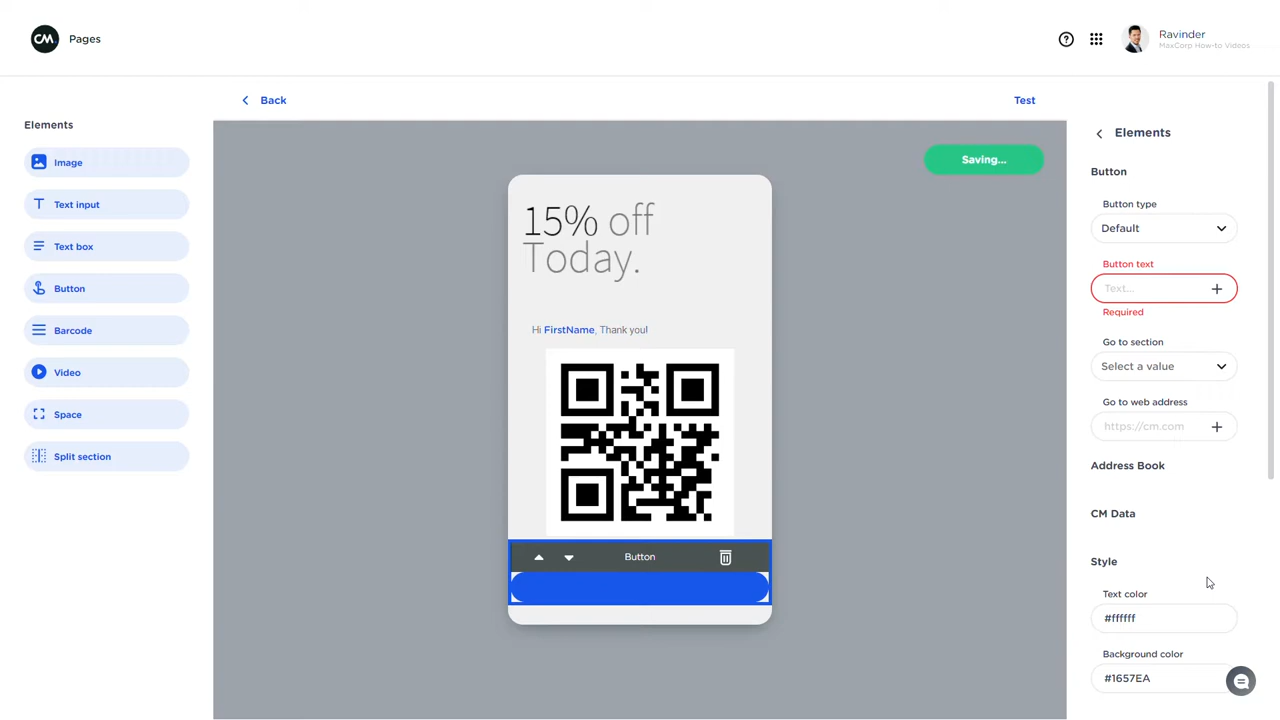 CM.
Pages
Ravinder
MaxCorp How-to Videos
Elements
Image
Text input
Text box
Button
Barcode
Video
Space
Split section
Back
Test
Saving...
15% off
Today.
Hi FirstName, Thank you!
Button
Elements
Button
Button type
Default
Button text
Text...
Required
Go to section
Select a value
Go to web address
https://cm.com
Address Book
CM Data
Style
Text color
#ffffff
Background color
#1657EA